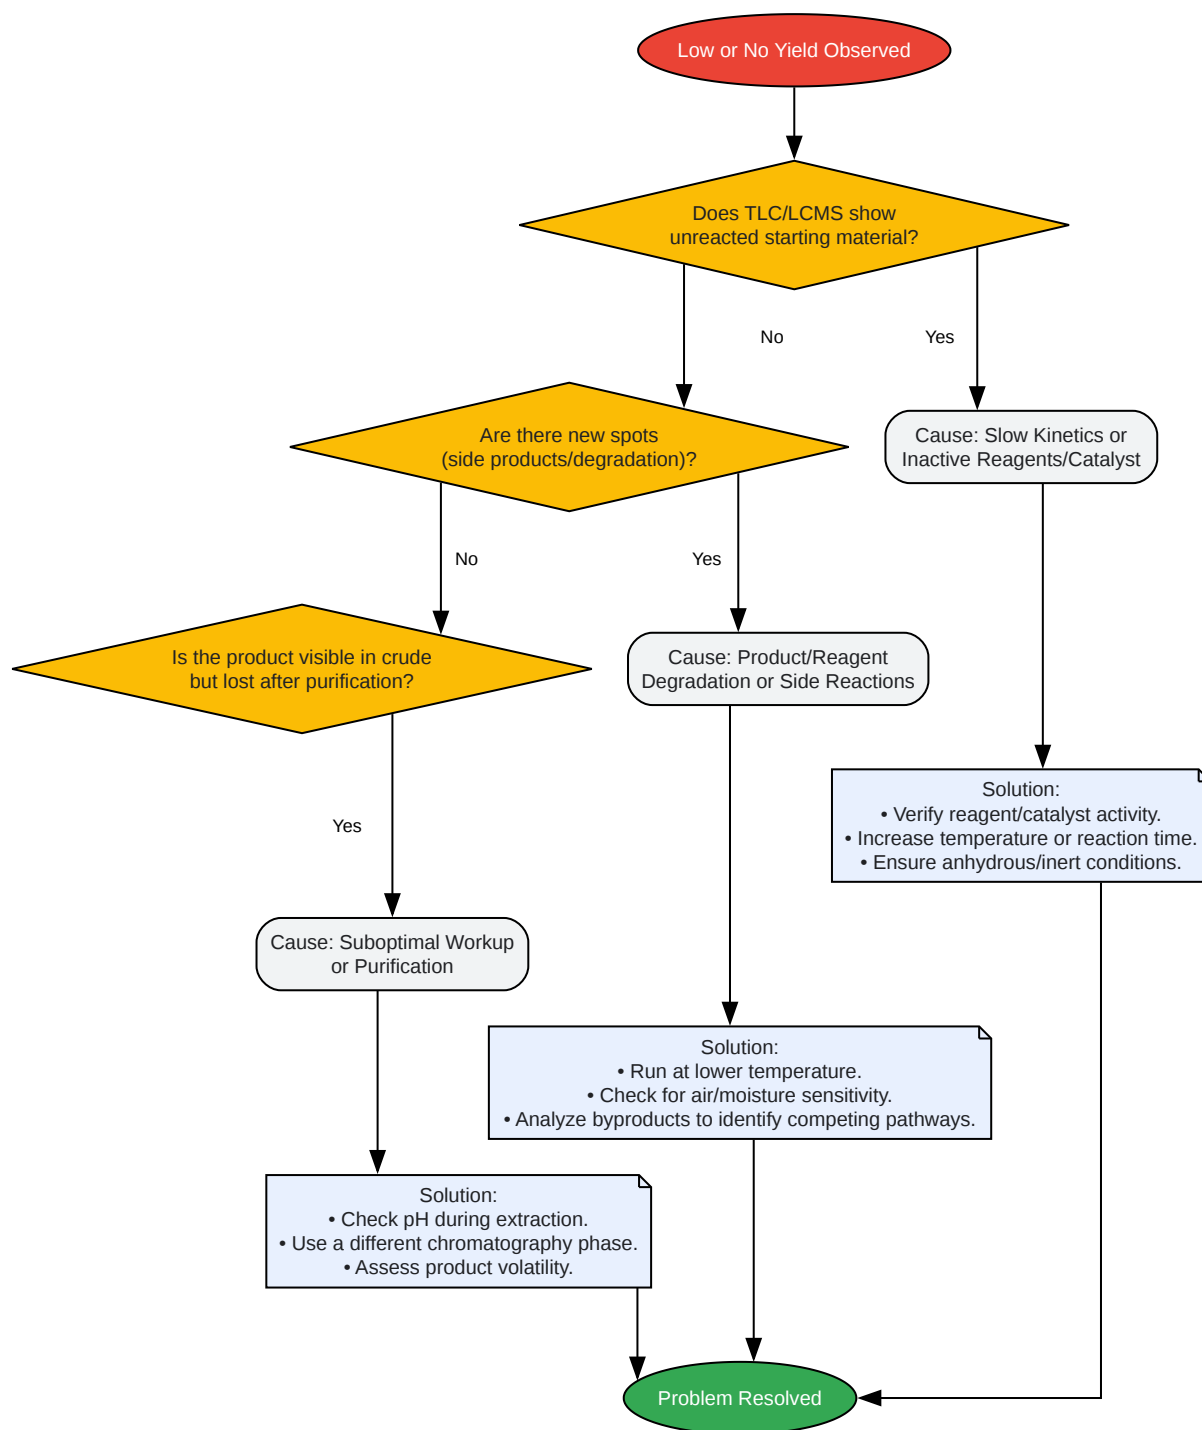 Low or No Yield Observed
Does TLC/LCMS show
unreacted starting material?
No
Yes
Are there new spots
(side products/degradation)?
Cause: Slow Kinetics or
Inactive Reagents/Catalyst
No
Yes
Is the product visible in crude
but lost after purification?
Cause: Product/Reagent
Degradation or Side Reactions
Yes
Solution:
• Verify reagent/catalyst activity.
• Increase temperature or reaction time.
• Ensure anhydrous/inert conditions.
Cause: Suboptimal Workup
or Purification
Solution:
• Run at lower temperature.
• Check for air/moisture sensitivity.
• Analyze byproducts to identify competing pathways.
Solution:
• Check pH during extraction.
• Use a different chromatography phase.
• Assess product volatility.
Problem Resolved